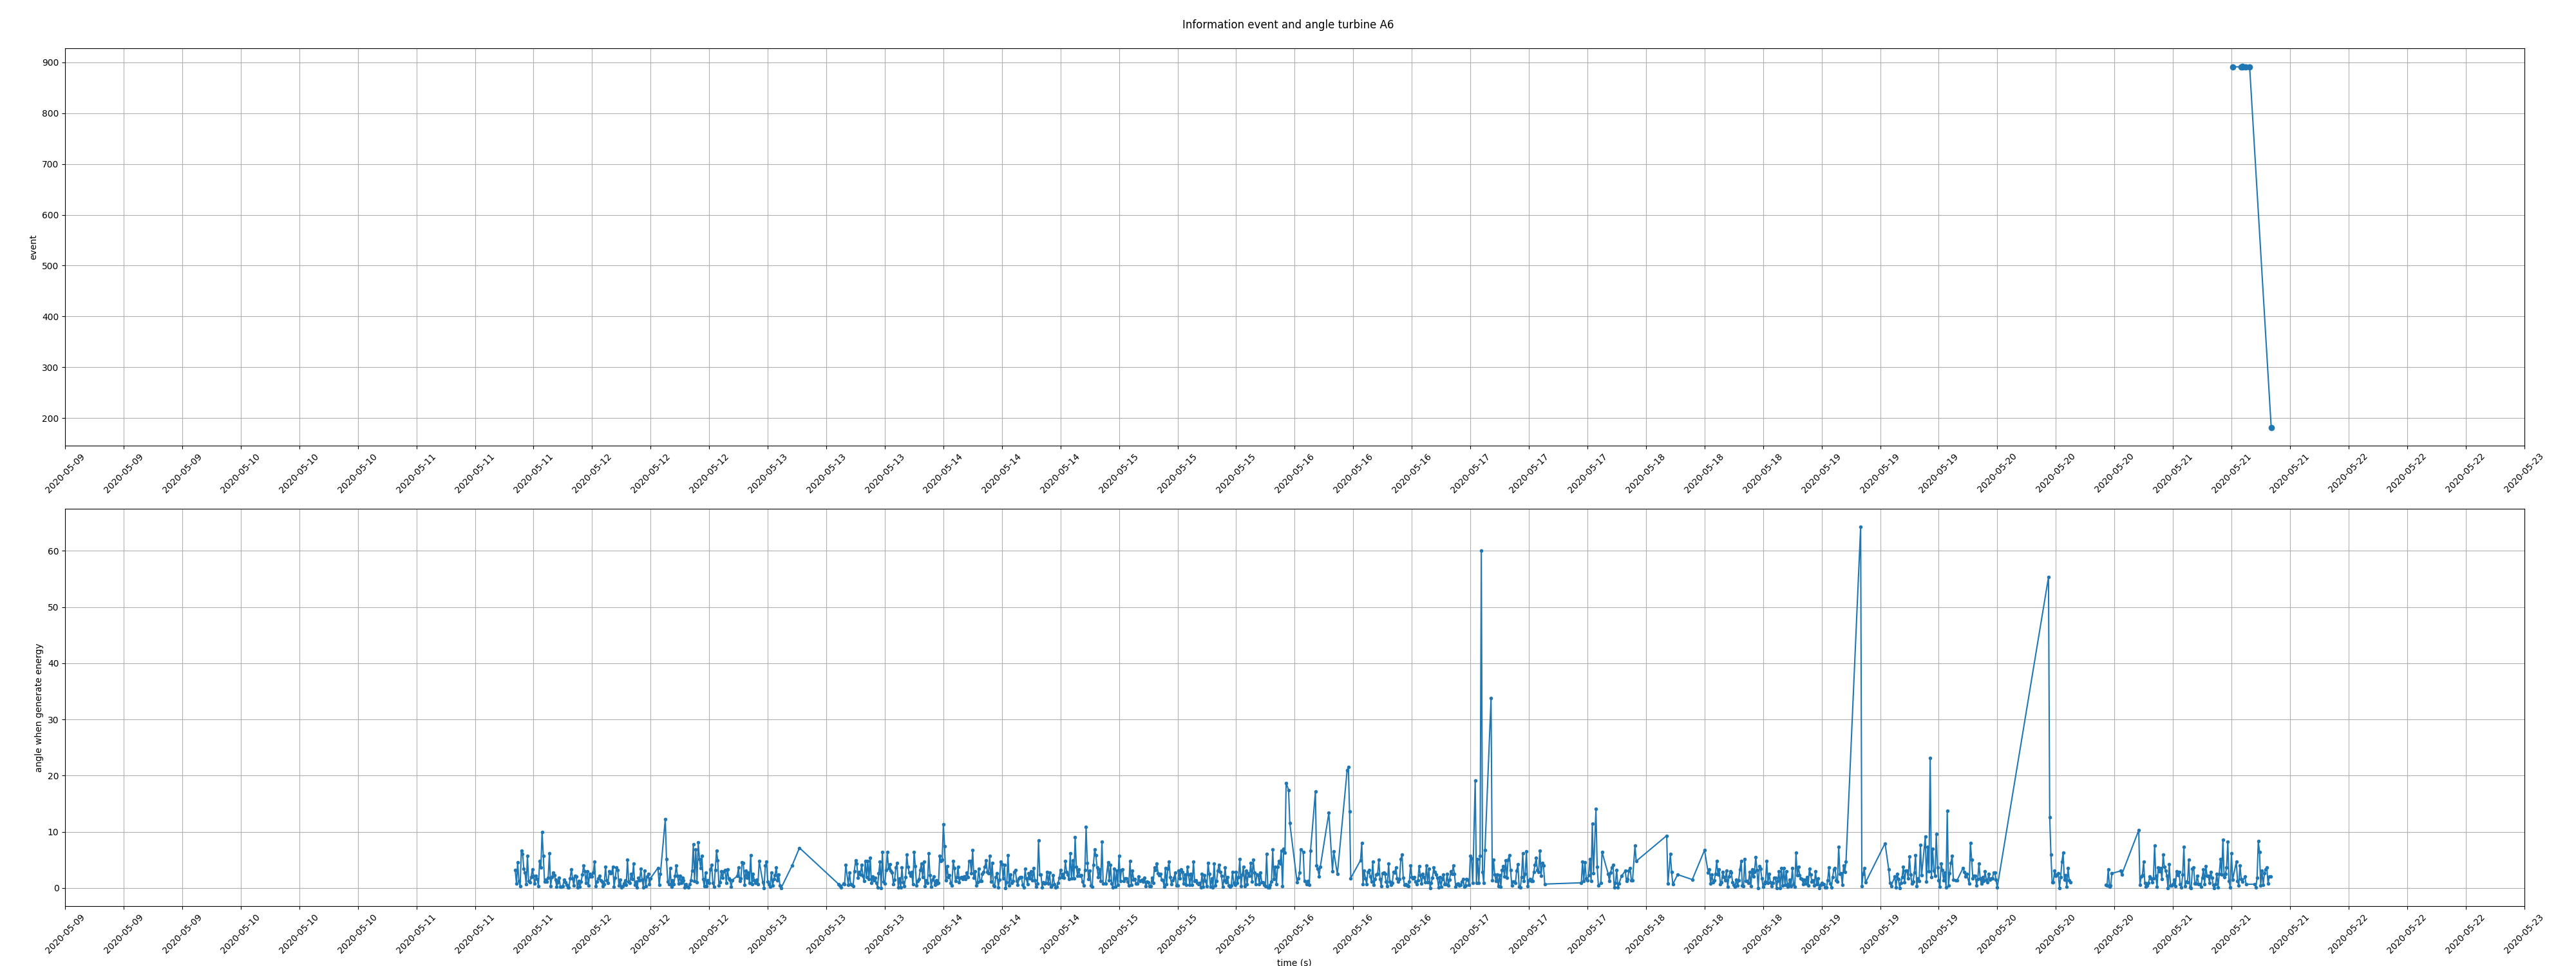 Information event and angle turbine A6
900
800
700
600
500
400
300
200
event
2020-05-09 2020-05-09 2020-05-09 2020-05-10 2020-05-10 2020-05-10 2020-05-11 2020-05-11 2020-05-11 2020-05-12 2020-05-12 2020-05-12 2020-05-13 2020-05-13 2020-05-13 2020-05-14 2020-05-14 2020-05-14 2020-05-15 2020-05-15 2020-05-15 2020-05-16 2020-05-16 2020-05-16 2020-05-17 2020-05-17 2020-05-17 2020-05-18 2020-05-18 2020-05-18 2020-05-19 2020-05-19 2020-05-19 2020-05-20 2020-05-20 2020-05-20 2020-05-21 2020-05-21 2020-05-21 2020-05-22 2020-05-22 2020-05-22 2020-05-23
60
50
40
30
20
10
0
angle when generate energy
2020-05-09 2020-05-09 2020-05-09 2020-05-10 2020-05-10 2020-05-10 2020-05-11 2020-05-11 2020-05-11 2020-05-12 2020-05-12 2020-05-12 2020-05-13 2020-05-13 2020-05-13 2020-05-14 2020-05-14 2020-05-14 2020-05-15 2020-05-15 2020-05-15 2020-05-16 2020-05-16 2020-05-16 2020-05-17 2020-05-17 2020-05-17 2020-05-18 2020-05-18 2020-05-18 2020-05-19 2020-05-19 2020-05-19 2020-05-20 2020-05-20 2020-05-20 2020-05-21 2020-05-21 2020-05-21 2020-05-22 2020-05-22 2020-05-22 2020-05-23
time (s)